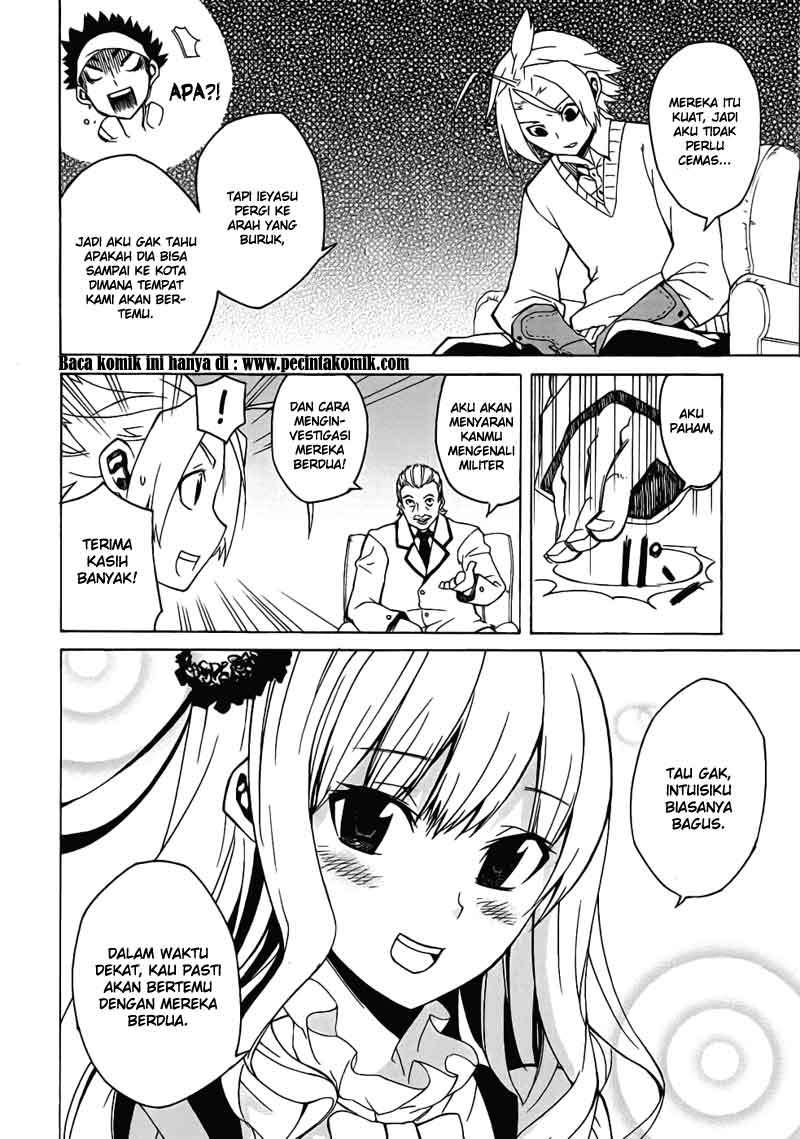 MEREKA ITU
KUAT, JADI
AKU TIDAK
PERLU
CEMAS...
TAPI IEYASU
PERGI KE
ARAH YANG
BURUK,
JADI AKU GAK TAHU
APAKAH DIA BISA
SAMPAI KE KOTA
DIMANA TEMPAT
KAMI AKAN BER-
TEMU.
APA?!
Baca komik ini hanya di : www.pecintakomik.com
AKU
PAHAM,
AKU AKAN
MENYARAN
KANMU
MENGENALI
MILITER
DAN CARA
MENGIN-
VESTIGASI
MEREKA
BERDUA!
!
TERIMA
KASIH
BANYAK!
TAU GAK,
INTUISIKU
BIASANYA
BAGUS.
DALAM WAKTU
DEKAT, KAU PASTI
AKAN BERTEMU
DENGAN MEREKA
BERDUA.